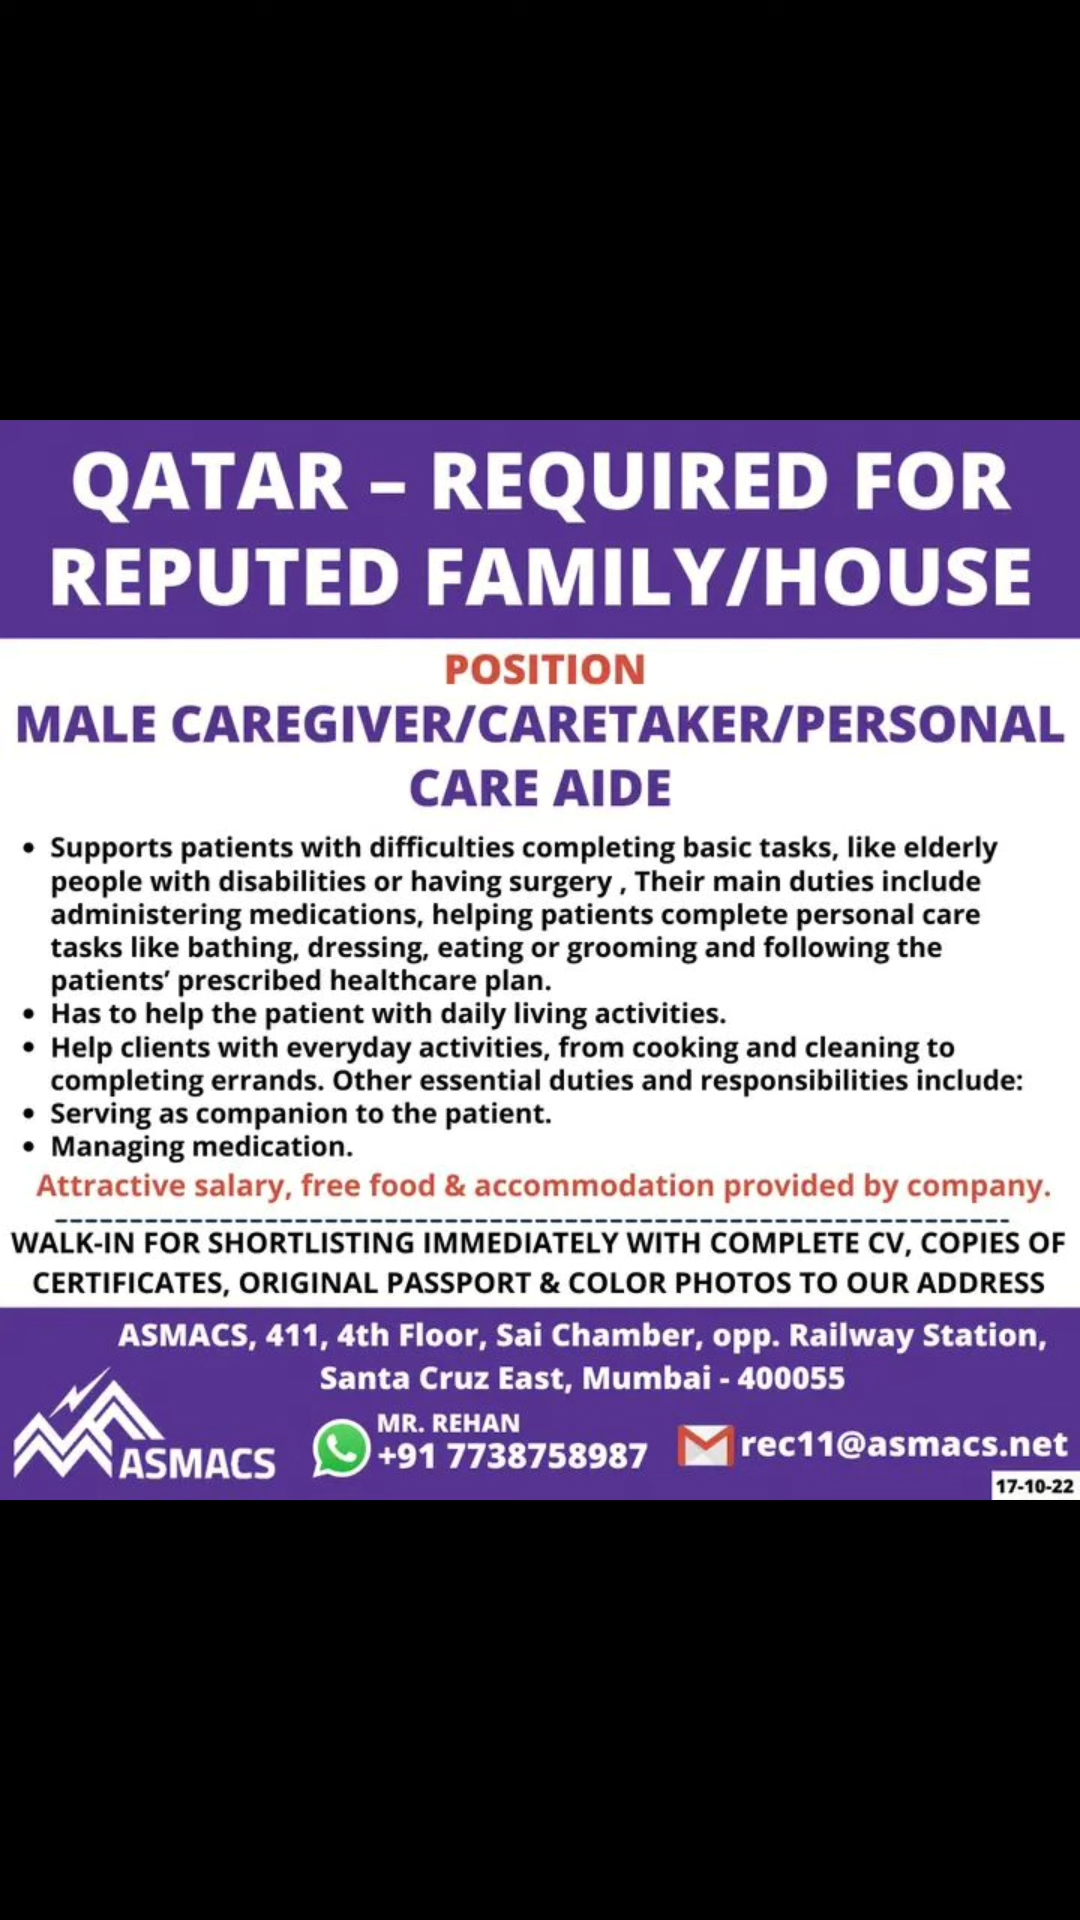 QATAR – REQUIRED FOR
REPUTED FAMILY/HOUSE
POSITION
MALE CAREGIVER/CARETAKER/PERSONAL
CARE AIDE
• Supports patients with difficulties completing basic tasks, like elderly
people with disabilities or having surgery , Their main duties include
administering medications, helping patients complete personal care
tasks like bathing, dressing, eating or grooming and following the
patients’ prescribed healthcare plan.
• Has to help the patient with daily living activities.
• Help clients with everyday activities, from cooking and cleaning to
completing errands. Other essential duties and responsibilities include:
• Serving as companion to the patient.
• Managing medication.
Attractive salary, free food & accommodation provided by company.
WALK-IN FOR SHORTLISTING IMMEDIATELY WITH COMPLETE CV, COPIES OF
CERTIFICATES, ORIGINAL PASSPORT & COLOR PHOTOS TO OUR ADDRESS
ASMACS, 411, 4th Floor, Sai Chamber, opp. Railway Station,
Santa Cruz East, Mumbai - 400055
ASMACS
MR. REHAN
+91 7738758987
rec11@asmacs.net
17-10-22